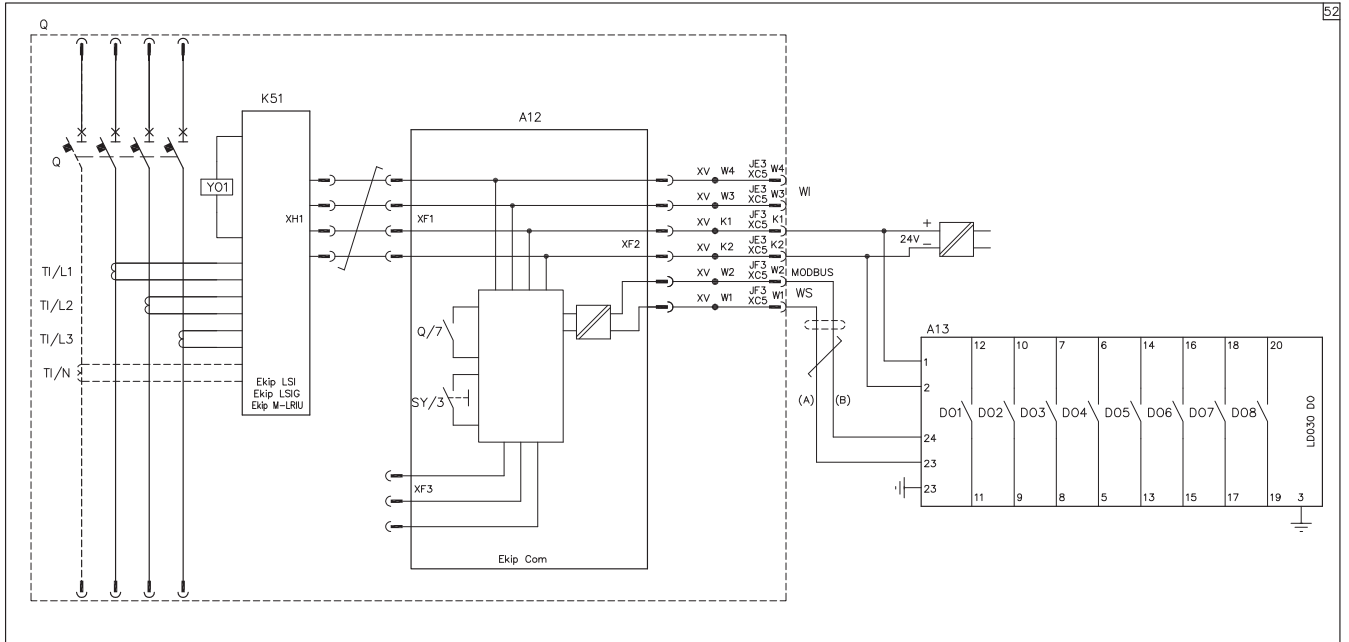 52
Q
K51
A12
Q
Y01
XH1
XF1
XF2
XV W4 JE3 XC5 W4
XV W3 JE3 XC5 W3
WI
XV K1 JF3 XC5 K1
XV K2 JE3 XC5 K2
XV W2 JF3 XC5 W2 MODBUS
XV W1 JF3 XC5 W1 WS
+
24V
−
TI/L1
TI/L2
TI/L3
TI/N
Ekip LSI
Ekip LSIG
Ekip M-LRIU
Q/7
SY/3
XF3
Ekip Com
(A) (B)
A13
12 10 7 6 14 16 18 20
1
2
DO1 DO2 DO3 DO4 DO5 DO6 DO7 DO8
24
23
23
11 9 8 5 13 15 17 19 3
LD030 DO